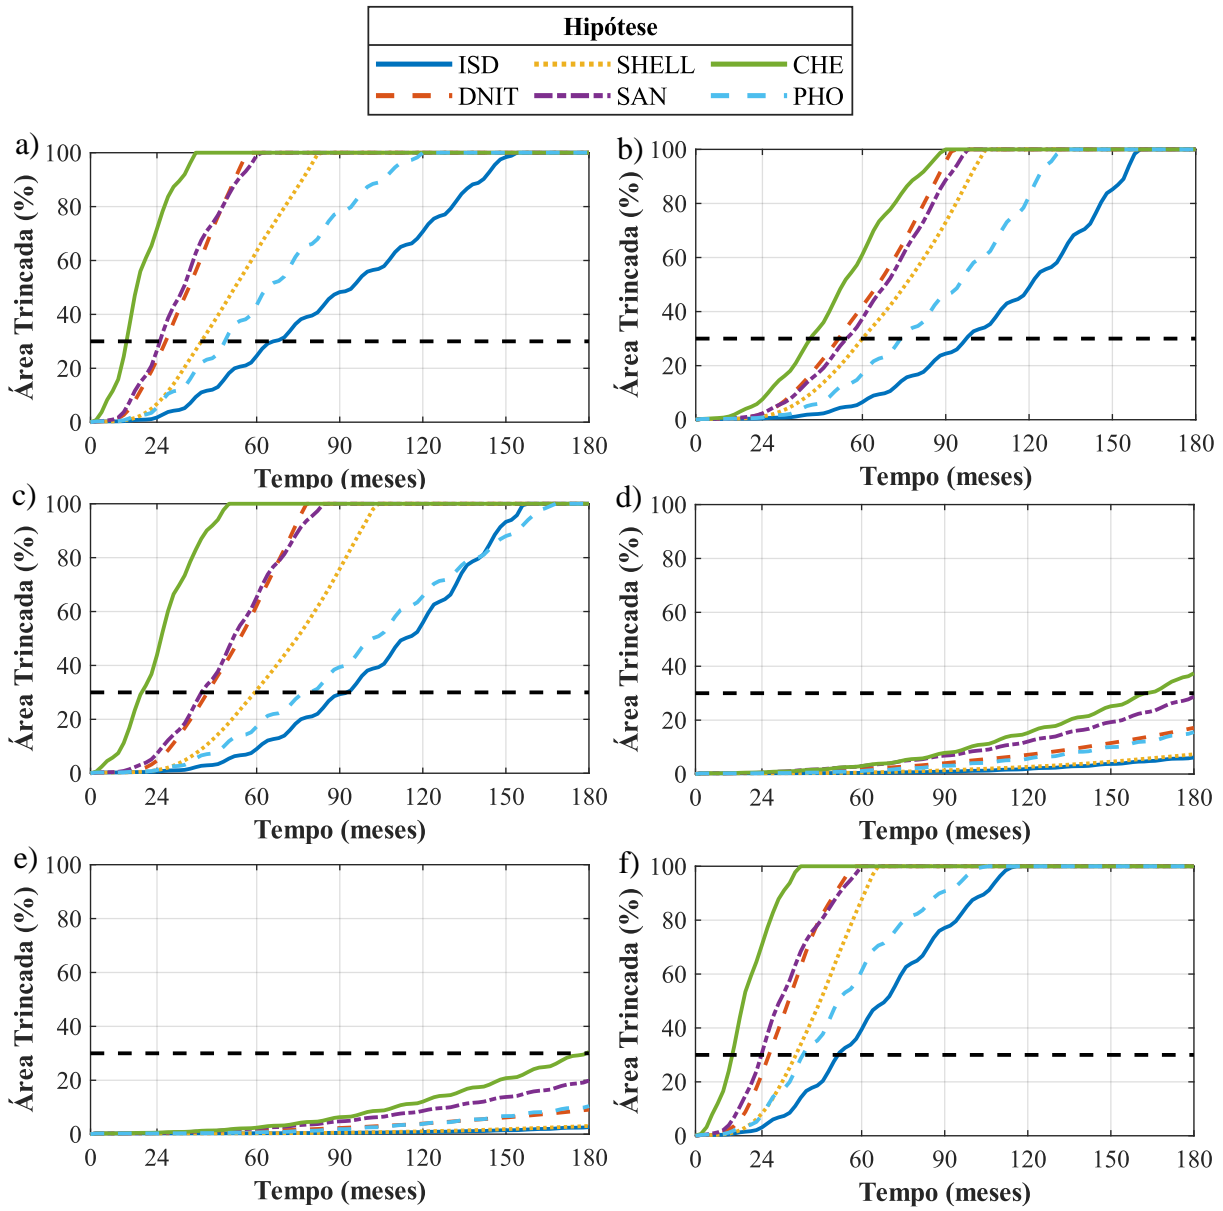 Hipótese
ISD SHELL CHE
DNIT SAN PHO
a)
100
80
60
40
20
0
Área Trincada (%)
0 24 60 90 120 150 180
Tempo (meses)
b)
100
80
60
40
20
0
Área Trincada (%)
0 24 60 90 120 150 180
Tempo (meses)
c)
100
80
60
40
20
0
Área Trincada (%)
0 24 60 90 120 150 180
Tempo (meses)
d)
100
80
60
40
20
0
Área Trincada (%)
0 24 60 90 120 150 180
Tempo (meses)
e)
100
80
60
40
20
0
Área Trincada (%)
0 24 60 90 120 150 180
Tempo (meses)
f)
100
80
60
40
20
0
Área Trincada (%)
0 24 60 90 120 150 180
Tempo (meses)